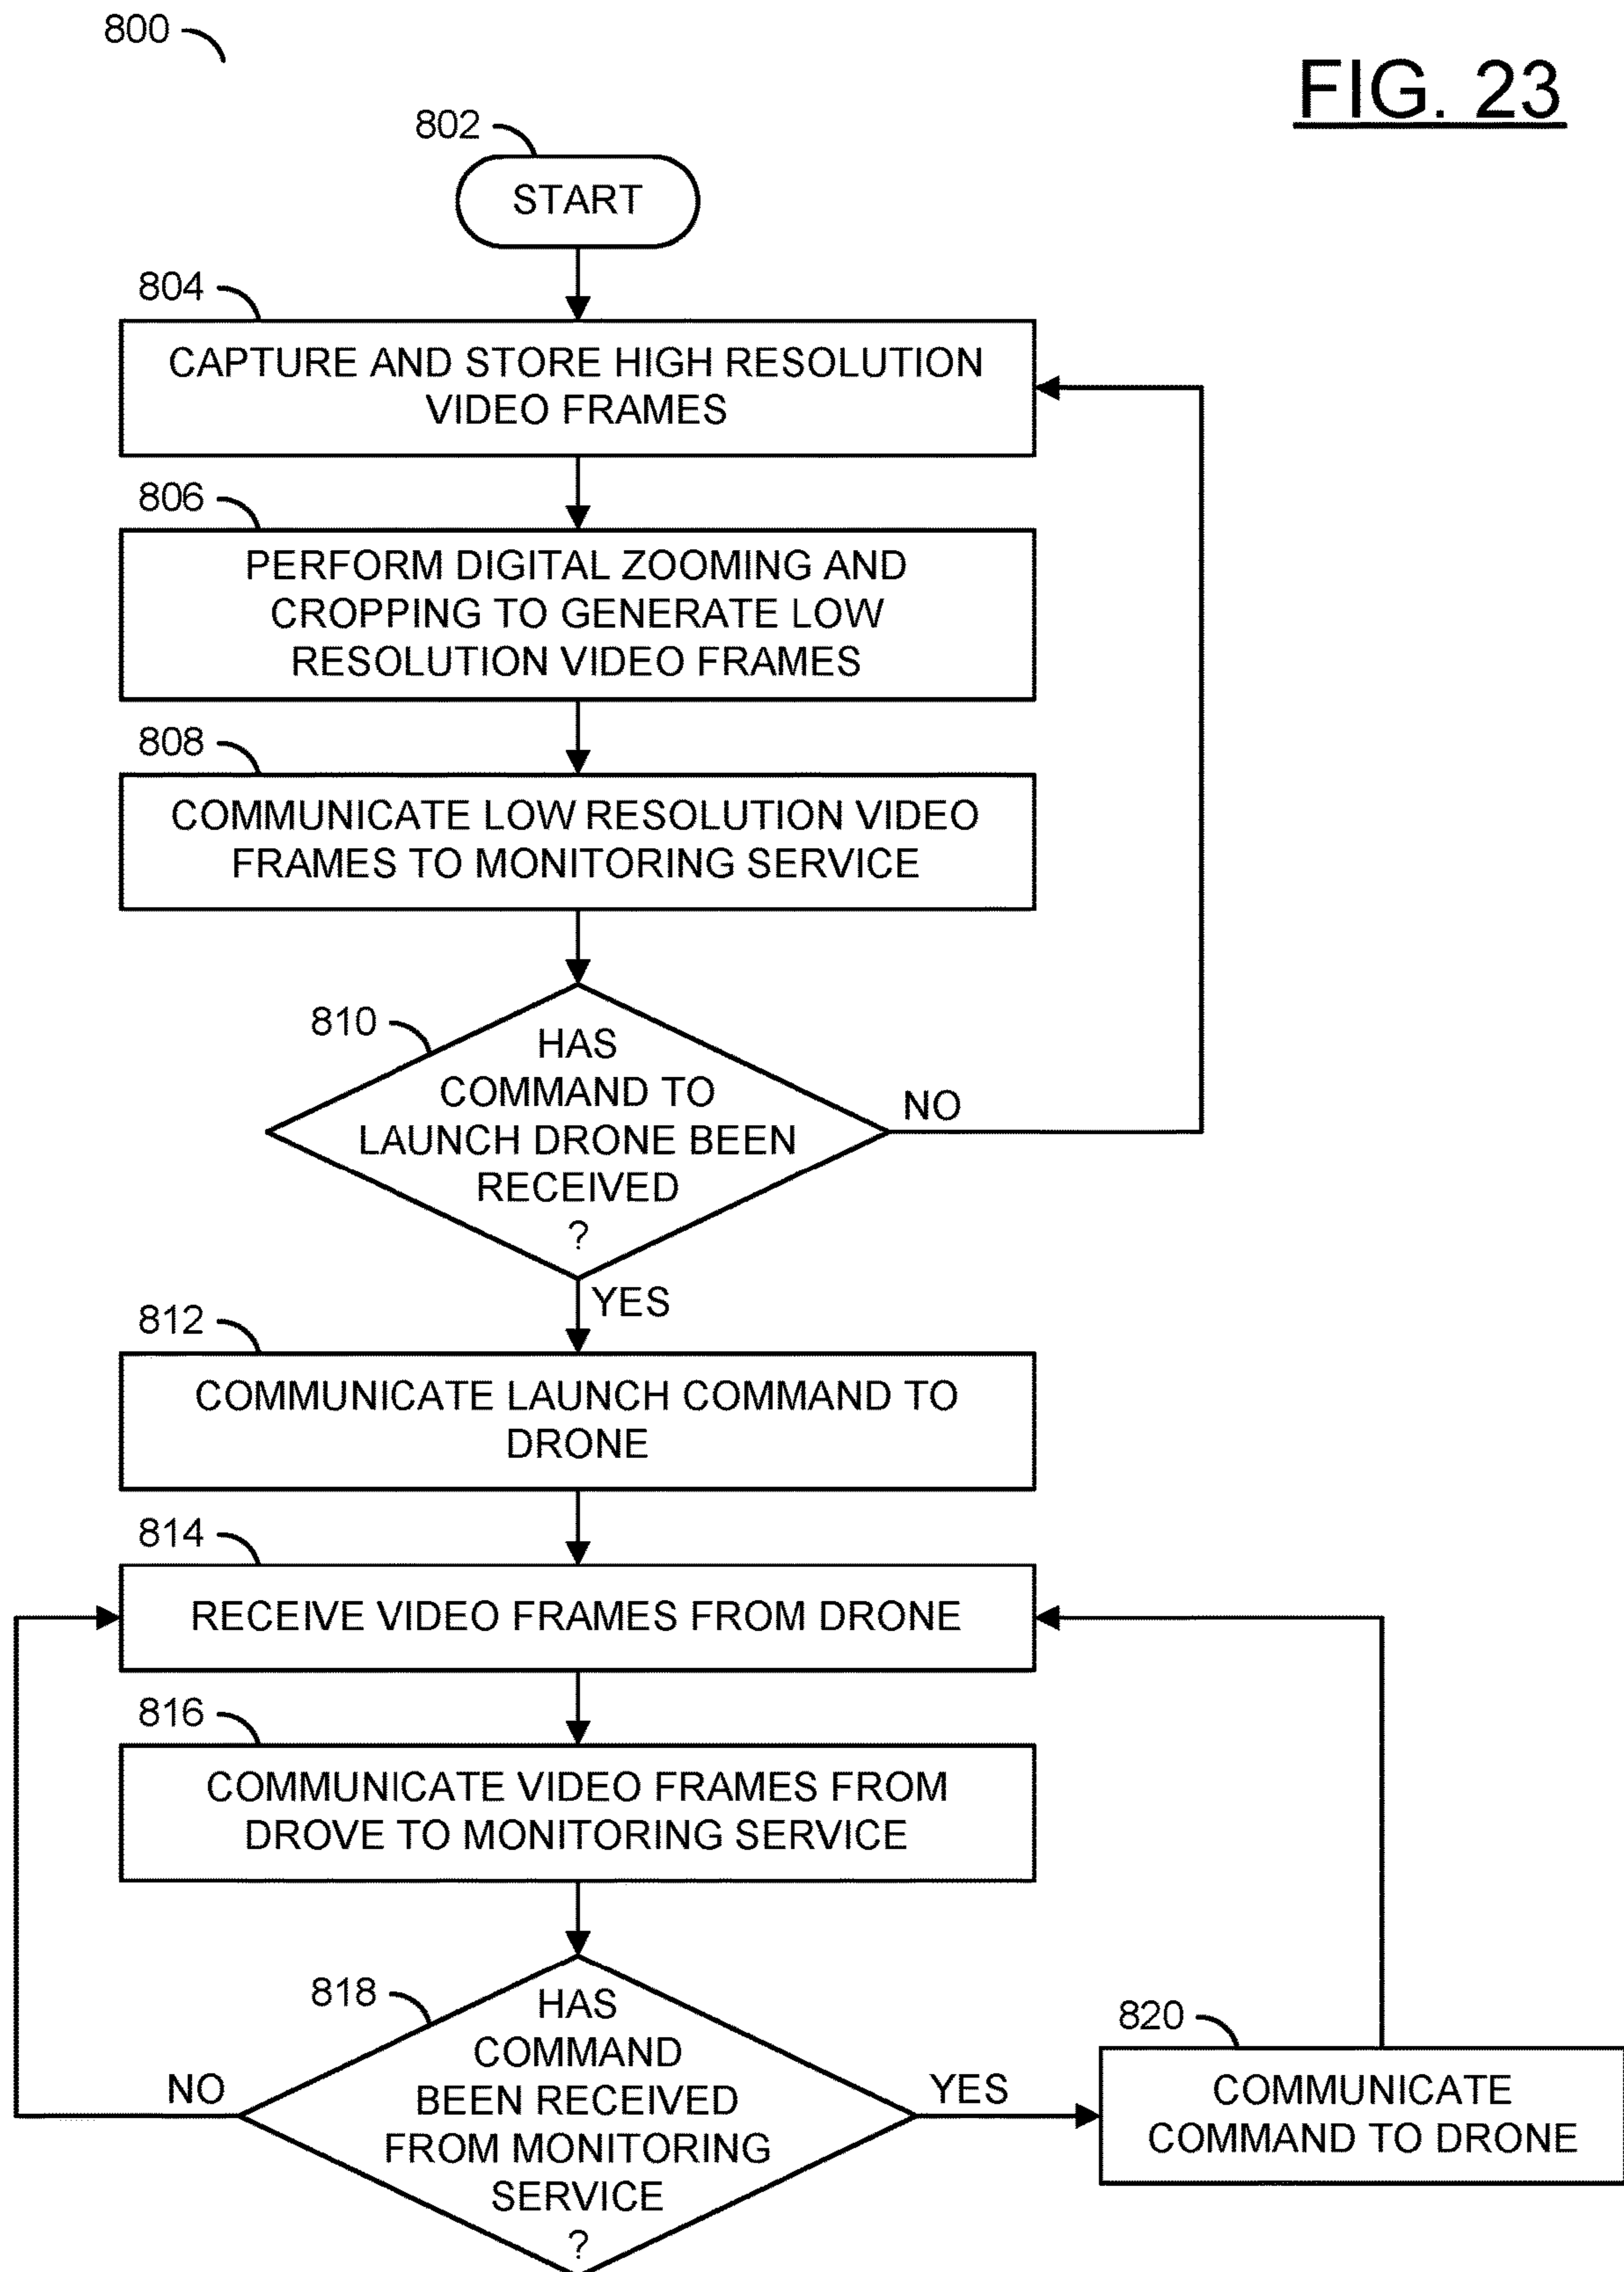 800
FIG. 23
802
START
804
CAPTURE AND STORE HIGH RESOLUTION
VIDEO FRAMES
806
PERFORM DIGITAL ZOOMING AND
CROPPING TO GENERATE LOW
RESOLUTION VIDEO FRAMES
808
COMMUNICATE LOW RESOLUTION VIDEO
FRAMES TO MONITORING SERVICE
810
HAS
COMMAND TO
LAUNCH DRONE BEEN
RECEIVED
?
NO
YES
812
COMMUNICATE LAUNCH COMMAND TO
DRONE
814
RECEIVE VIDEO FRAMES FROM DRONE
816
COMMUNICATE VIDEO FRAMES FROM
DROVE TO MONITORING SERVICE
818
HAS
COMMAND
BEEN RECEIVED
FROM MONITORING
SERVICE
?
NO
YES
820
COMMUNICATE
COMMAND TO DRONE